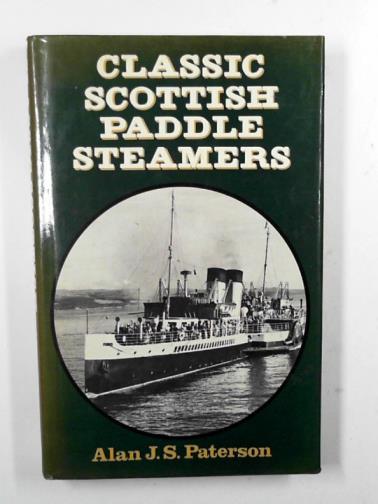 CLASSIC
SCOTTISH
PADDLE
STEAMERS
Alan J. S. Paterson